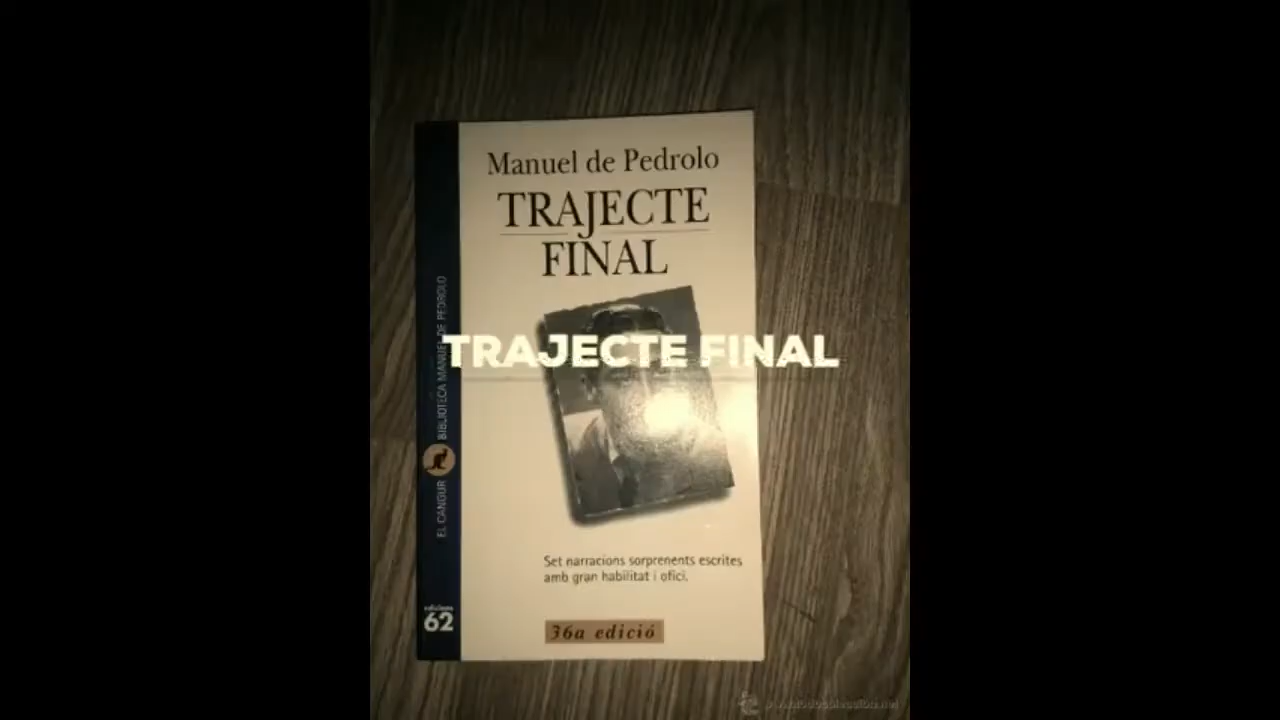 Manuel de Pedrolo
TRAJECTE
FINAL
TRAJECTE FINAL
Set narracions sorprenents escrites
amb gran habilitat i ofici.
36a edició
EL CANGUR
BIBLIOTECA MANUEL DE PEDROLO
edicions
62